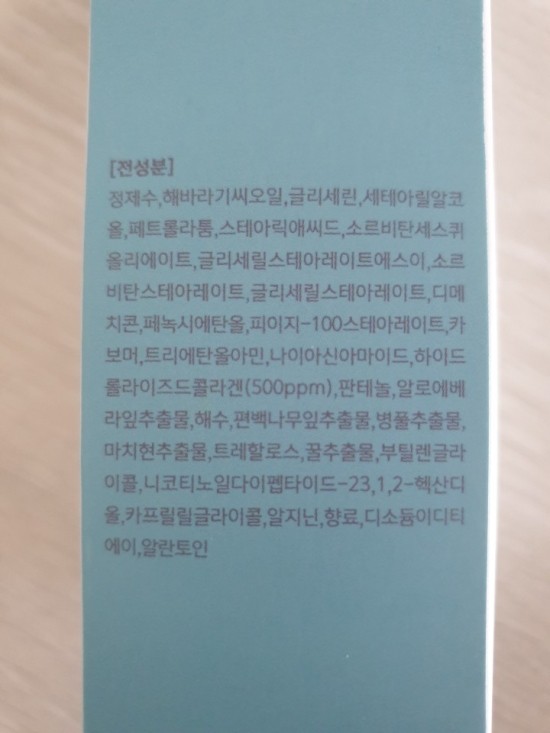 [전성분]
정제수,해바라기씨오일,글리세린,세테아릴알코
올,페트롤라툼,스테아릭애씨드,소르비탄세스퀴
올리에이트,글리세릴스테아레이트에스이,소르
비탄스테아레이트,글리세릴스테아레이트,디메
치콘,페녹시에탄올,피이지-100스테아레이트,카
보머,트리에탄올아민,나이아신아마이드,하이드
롤라이즈드콜라겐(500ppm),판테놀,알로에베
라잎추출물,해수,편백나무잎추출물,병풀추출물,
마치현추출물,트레할로스,꿀추출물,부틸렌글라
이콜,니코티노일다이펩타이드-23,1,2-헥산디
올,카프릴릴글라이콜,알지닌,향료,디소듐이디티
에이,알란토인